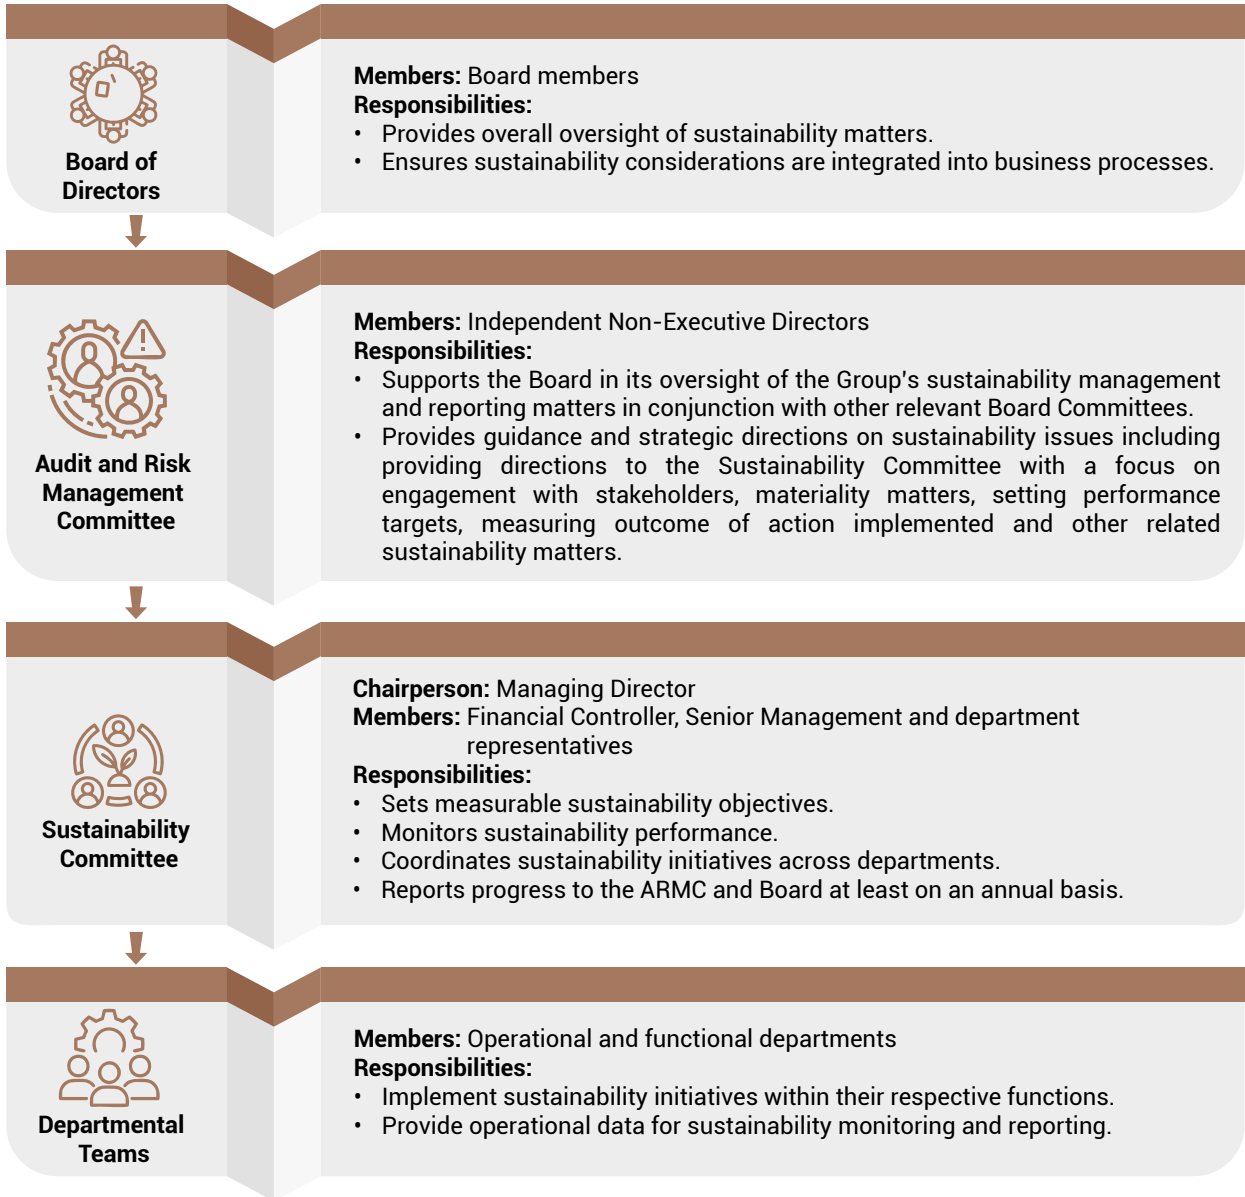 Board of
Directors
Members: Board members
Responsibilities:
• Provides overall oversight of sustainability matters.
• Ensures sustainability considerations are integrated into business processes.
Audit and Risk
Management
Committee
Members: Independent Non-Executive Directors
Responsibilities:
• Supports the Board in its oversight of the Group's sustainability management
and reporting matters in conjunction with other relevant Board Committees.
• Provides guidance and strategic directions on sustainability issues including
providing directions to the Sustainability Committee with a focus on
engagement with stakeholders, materiality matters, setting performance
targets, measuring outcome of action implemented and other related
sustainability matters.
Sustainability
Committee
Chairperson: Managing Director
Members: Financial Controller, Senior Management and department
representatives
Responsibilities:
• Sets measurable sustainability objectives.
• Monitors sustainability performance.
• Coordinates sustainability initiatives across departments.
• Reports progress to the ARMC and Board at least on an annual basis.
Departmental
Teams
Members: Operational and functional departments
Responsibilities:
• Implement sustainability initiatives within their respective functions.
• Provide operational data for sustainability monitoring and reporting.